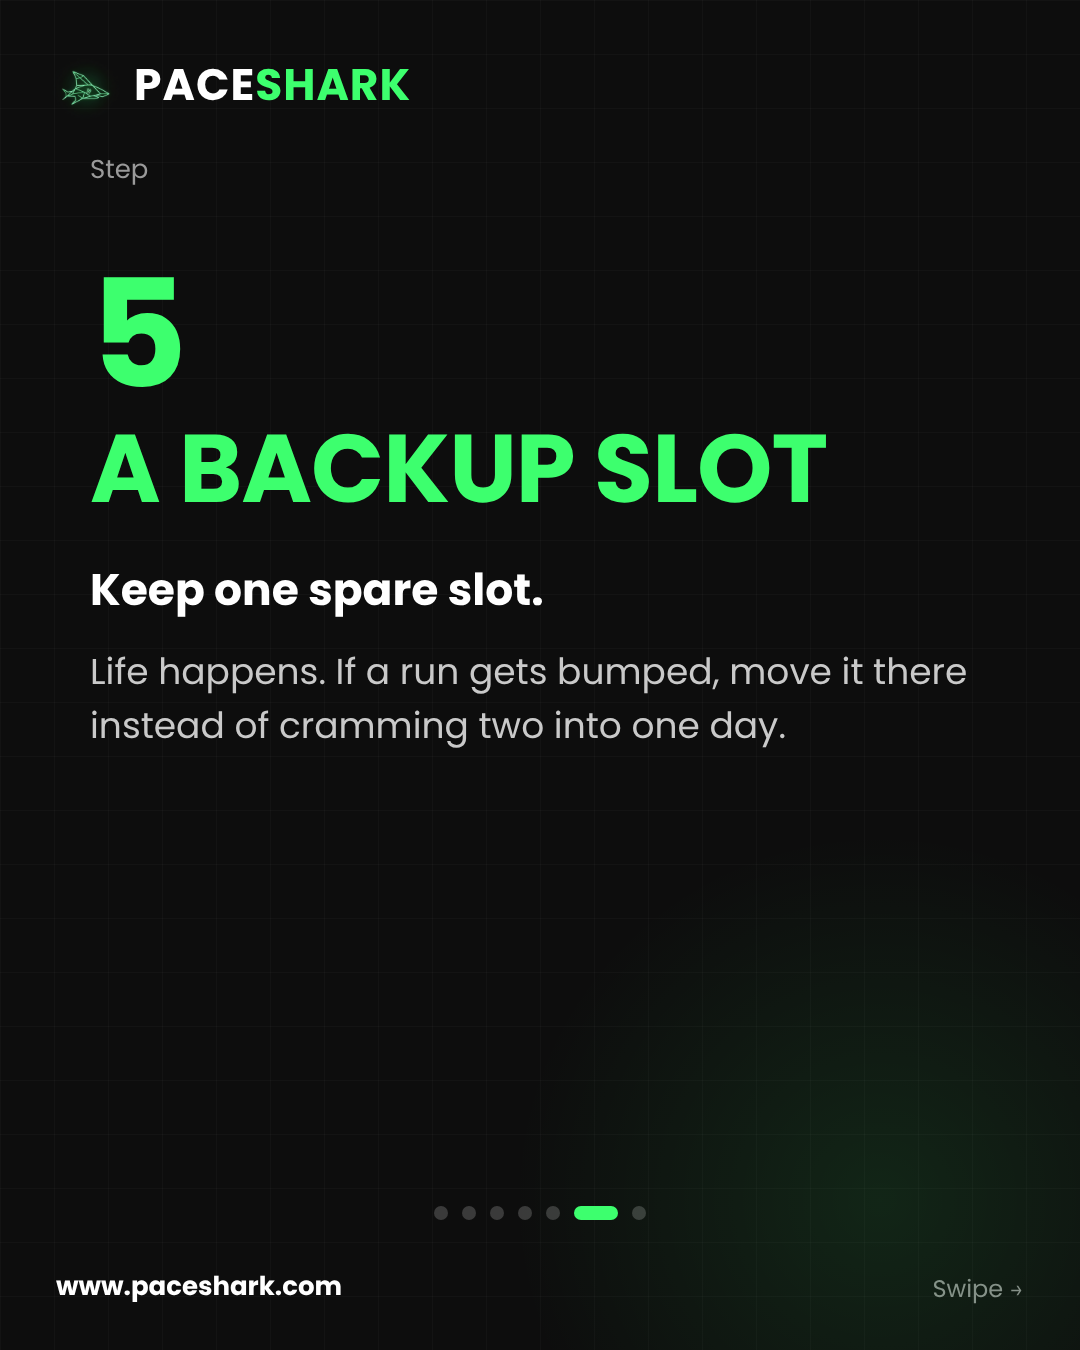 PACESHARK
Step
5
A BACKUP SLOT
Keep one spare slot.
Life happens. If a run gets bumped, move it there
instead of cramming two into one day.
www.paceshark.com
Swipe →